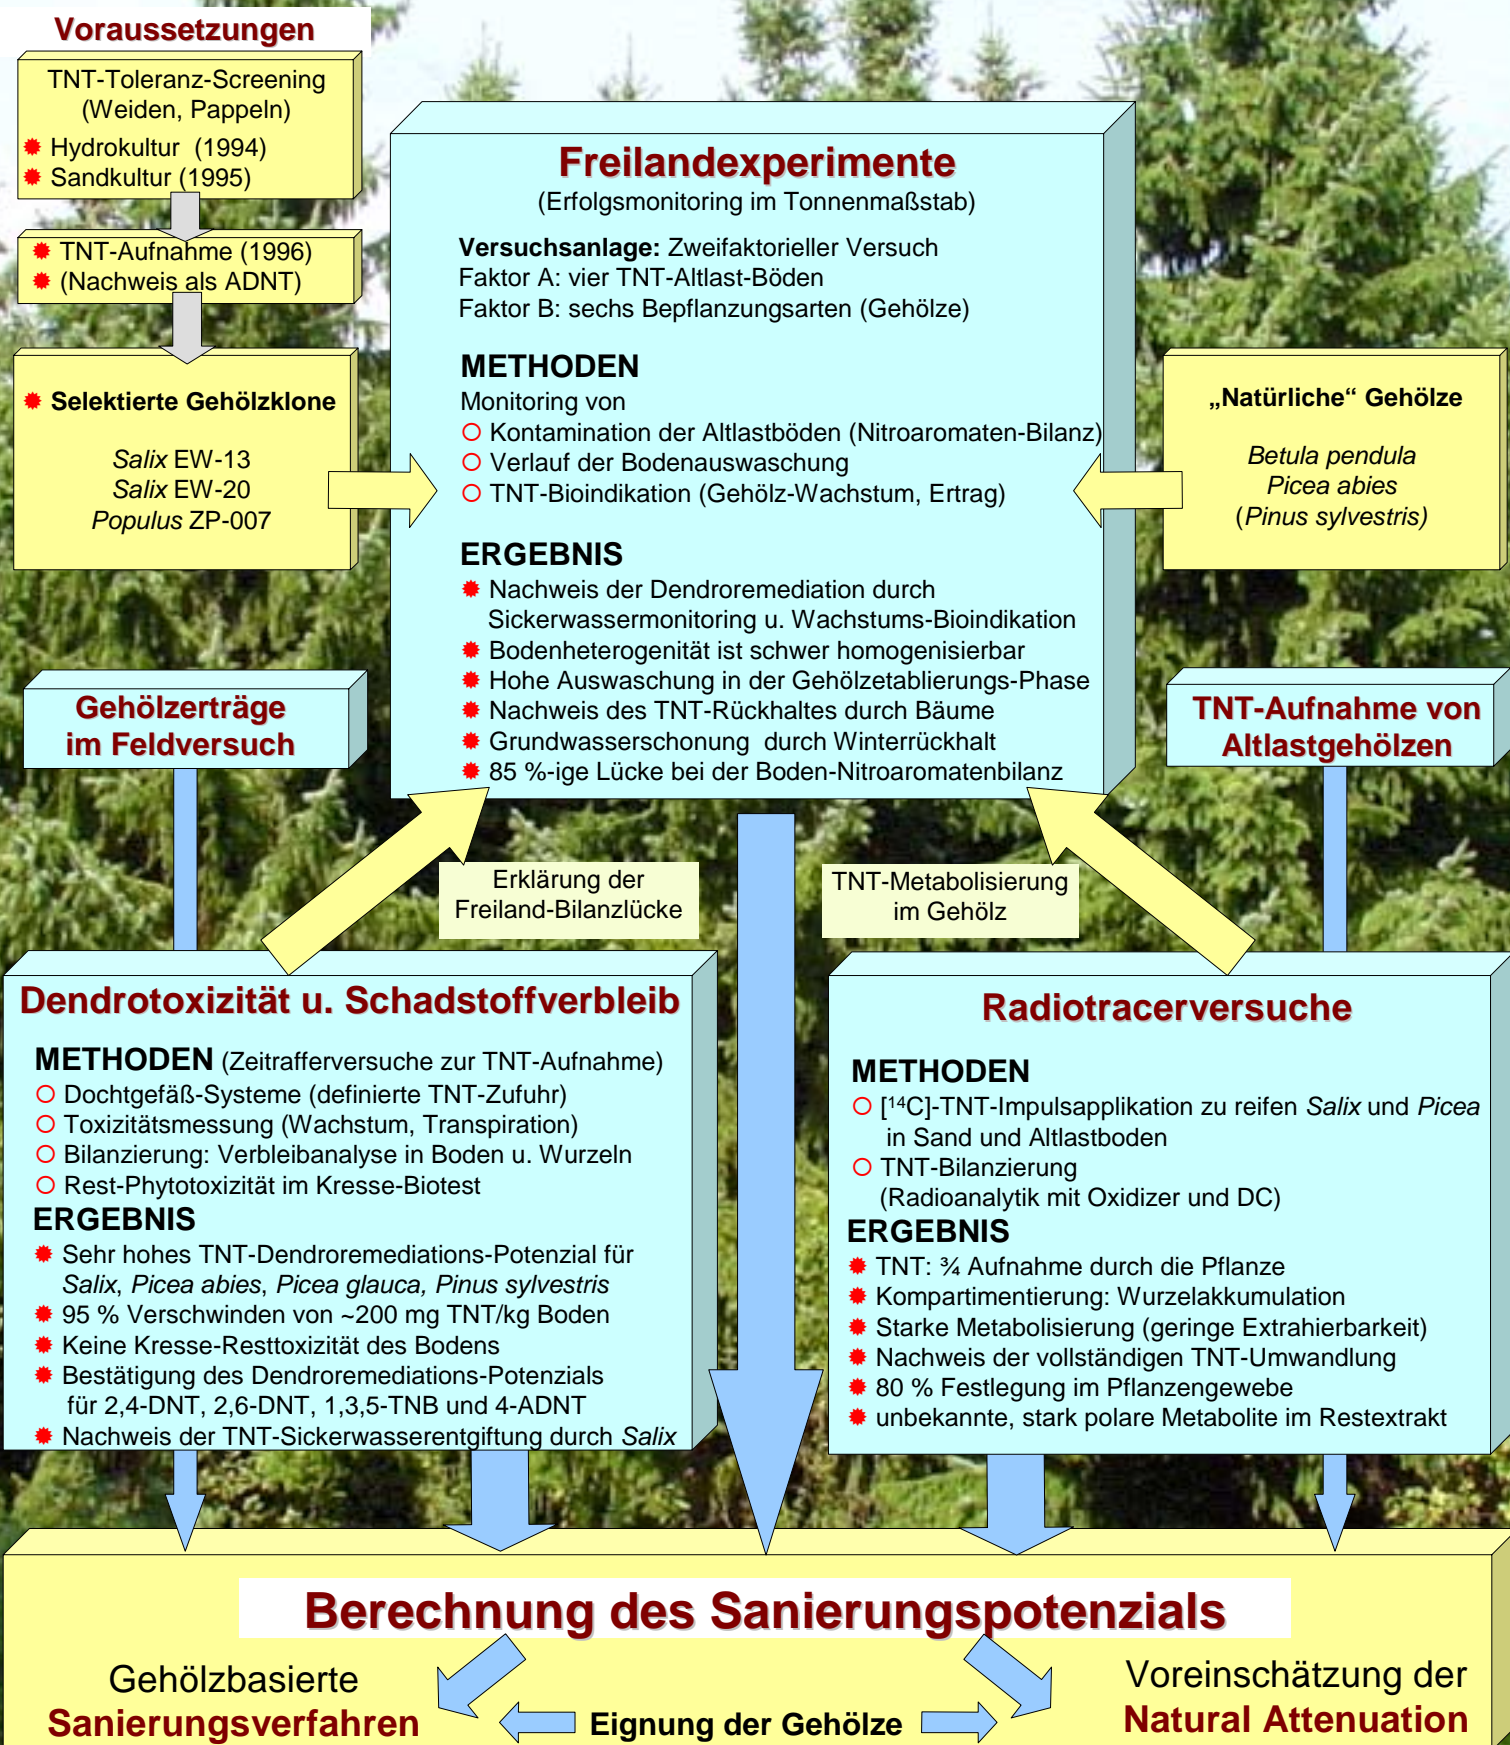 Voraussetzungen
TNT-Toleranz-Screening
(Weiden, Pappeln)
Hydrokultur (1994)
Sandkultur (1995)
TNT-Aufnahme (1996)
(Nachweis als ADNT)
Selektierte Gehölzklone
Salix EW-13
Salix EW-20
Populus ZP-007
Freilandexperimente
(Erfolgsmonitoring im Tonnenmaßstab)
Versuchsanlage: Zweifaktorieller Versuch
Faktor A: vier TNT-Altlast-Böden
Faktor B: sechs Bepflanzungsarten (Gehölze)
METHODEN
Monitoring von
Kontamination der Altlastböden (Nitroaromaten-Bilanz)
Verlauf der Bodenauswaschung
TNT-Bioindikation (Gehölz-Wachstum, Ertrag)
ERGEBNIS
Nachweis der Dendroremediation durch
Sickerwassermonitoring u. Wachstums-Bioindikation
Bodenheterogenität ist schwer homogenisierbar
Hohe Auswaschung in der Gehölzetablierungs-Phase
Nachweis des TNT-Rückhaltes durch Bäume
Grundwasserschonung durch Winterrückhalt
85 %-ige Lücke bei der Boden-Nitroaromatenbilanz
„Natürliche“ Gehölze
Betula pendula
Picea abies
(Pinus sylvestris)
Gehölzerträge
im Feldversuch
TNT-Aufnahme von
Altlastgehölzen
Erklärung der
Freiland-Bilanzlücke
TNT-Metabolisierung
im Gehölz
Dendrotoxizität u. Schadstoffverbleib
METHODEN (Zeitrafferversuche zur TNT-Aufnahme)
Dochtgefäß-Systeme (definierte TNT-Zufuhr)
Toxizitätsmessung (Wachstum, Transpiration)
Bilanzierung: Verbleibanalyse in Boden u. Wurzeln
Rest-Phytotoxizität im Kresse-Biotest
ERGEBNIS
Sehr hohes TNT-Dendroremediations-Potenzial für
Salix, Picea abies, Picea glauca, Pinus sylvestris
95 % Verschwinden von ~200 mg TNT/kg Boden
Keine Kresse-Resttoxizität des Bodens
Bestätigung des Dendroremediations-Potenzials
für 2,4-DNT, 2,6-DNT, 1,3,5-TNB und 4-ADNT
Nachweis der TNT-Sickerwasserentgiftung durch Salix
Radiotracerversuche
METHODEN
[¹⁴C]-TNT-Impulsapplikation zu reifen Salix und Picea
in Sand und Altlastboden
TNT-Bilanzierung
(Radioanalytik mit Oxidizer und DC)
ERGEBNIS
TNT: ¾ Aufnahme durch die Pflanze
Kompartimentierung: Wurzelakkumulation
Starke Metabolisierung (geringe Extrahierbarkeit)
Nachweis der vollständigen TNT-Umwandlung
80 % Festlegung im Pflanzengewebe
unbekannte, stark polare Metabolite im Restextrakt
Berechnung des Sanierungspotenzials
Gehölzbasierte
Sanierungsverfahren
Eignung der Gehölze
Voreinschätzung der
Natural Attenuation